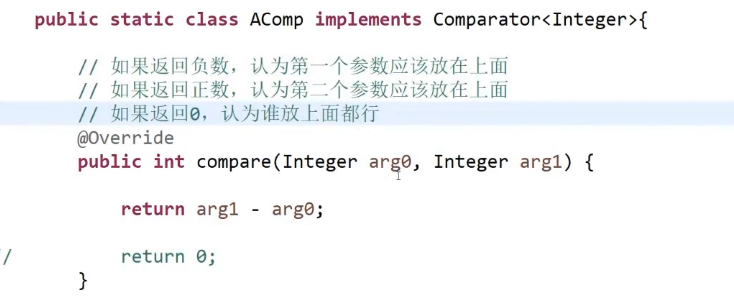 public static class AComp implements Comparator<Integer>{
// 如果返回负数，认为第一个参数应该放在上面
// 如果返回正数，认为第二个参数应该放在上面
// 如果返回0，认为谁放上面都行
@Override
public int compare(Integer arg0, Integer arg1) {
return arg1 - arg0;
// return 0;
}